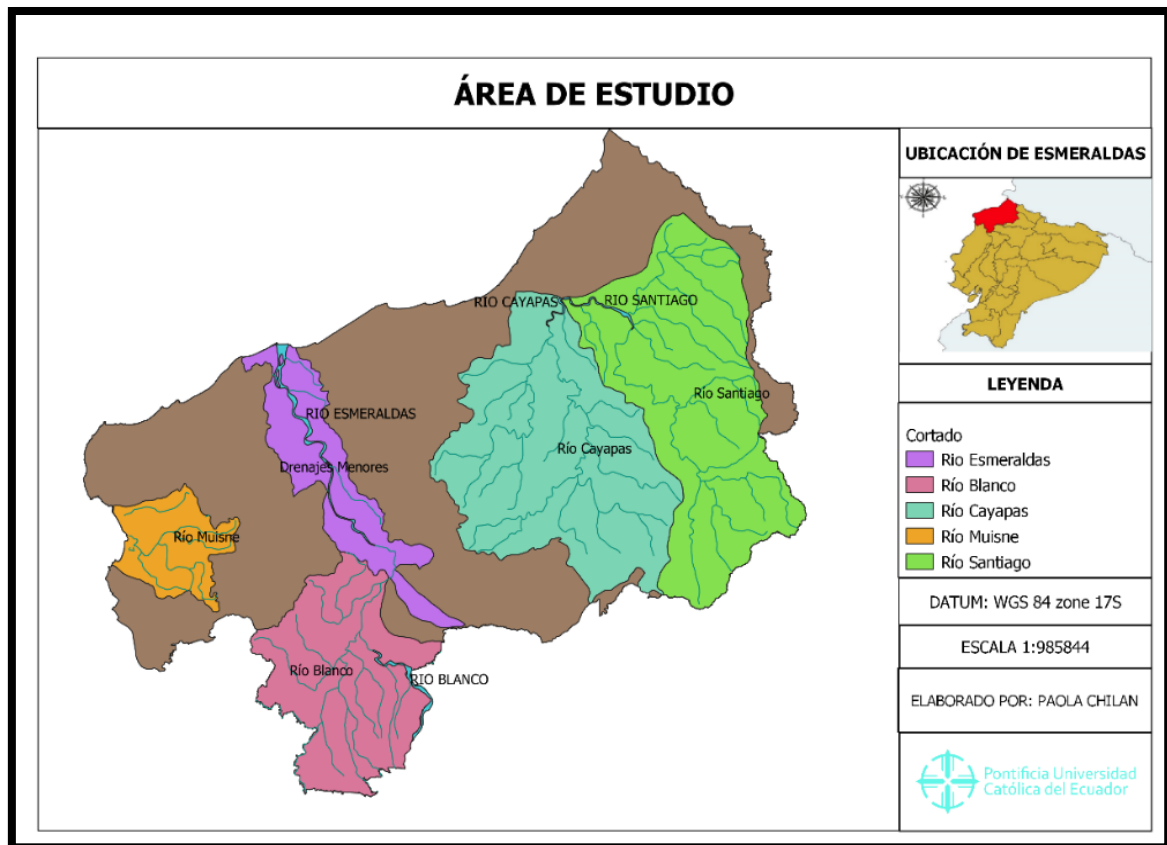 ÁREA DE ESTUDIO
UBICACIÓN DE ESMERALDAS
RIO CAYAPAS
RIO SANTIAGO
Río Santiago
RIO ESMERALDAS
Río Cayapas
Drenajes Menores
Río Muisne
Río Blanco
RIO BLANCO
LEYENDA
Cortado
Rio Esmeraldas
Río Blanco
Río Cayapas
Río Muisne
Río Santiago
DATUM: WGS 84 zone 17S
ESCALA 1:985844
ELABORADO POR: PAOLA CHILAN
Pontificia Universidad
Católica del Ecuador